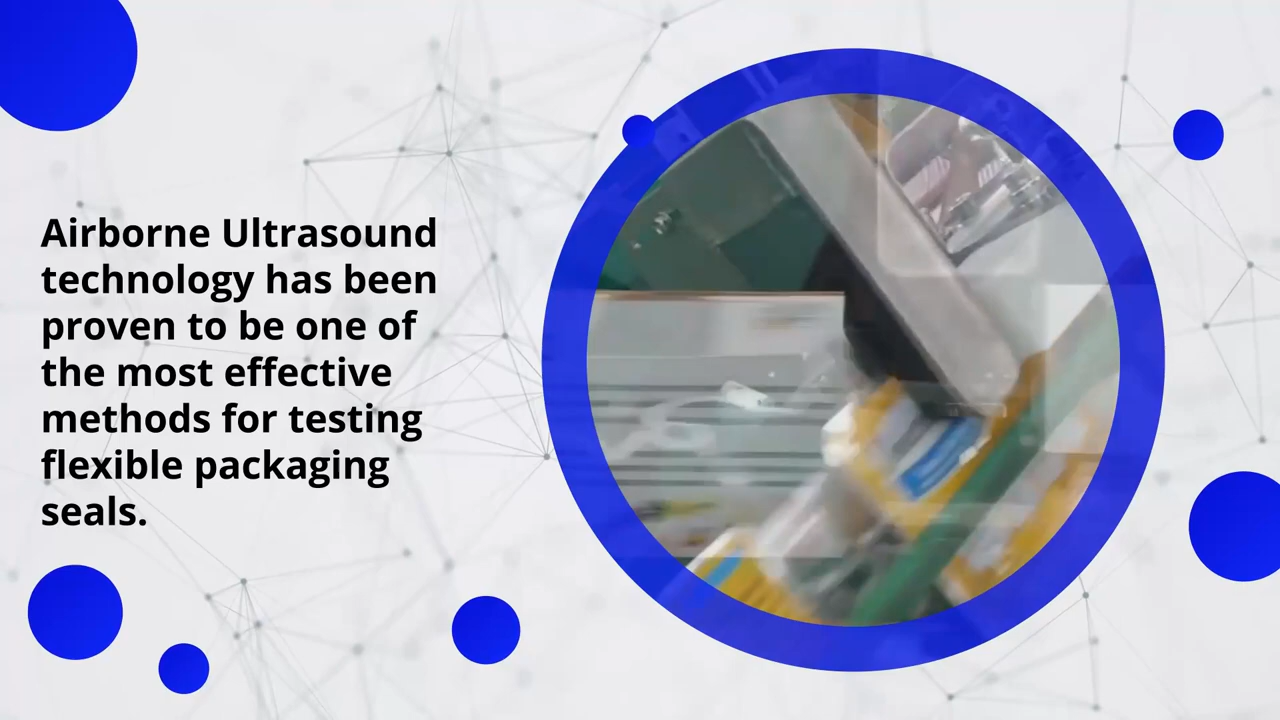 Airborne Ultrasound
technology has been
proven to be one of
the most effective
methods for testing
flexible packaging
seals.